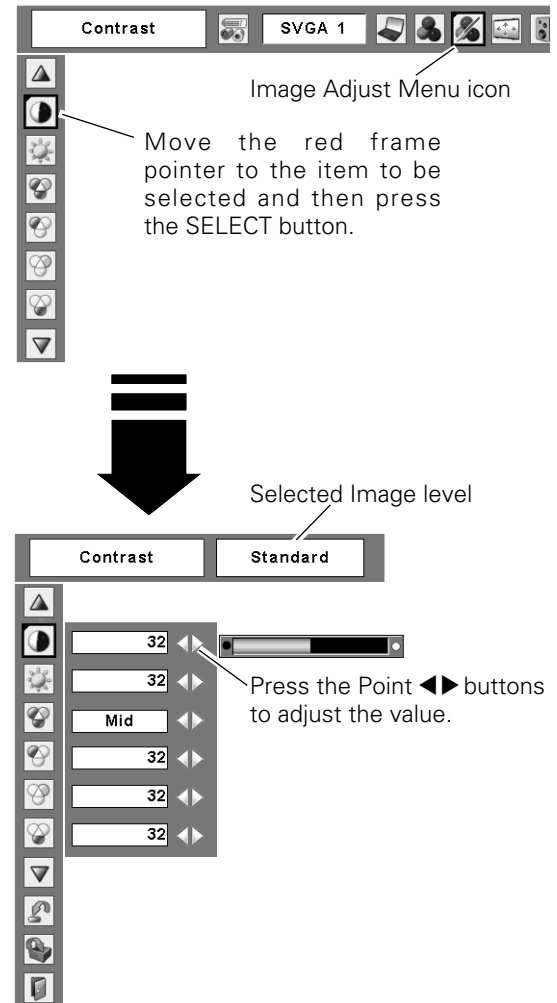 Contrast SVGA 1
Image Adjust Menu icon
Move the red frame
pointer to the item to be
selected and then press
the SELECT button.
Selected Image level
Contrast Standard
32
32
Press the Point ◀▶ buttons
to adjust the value.
Mid
32
32
32